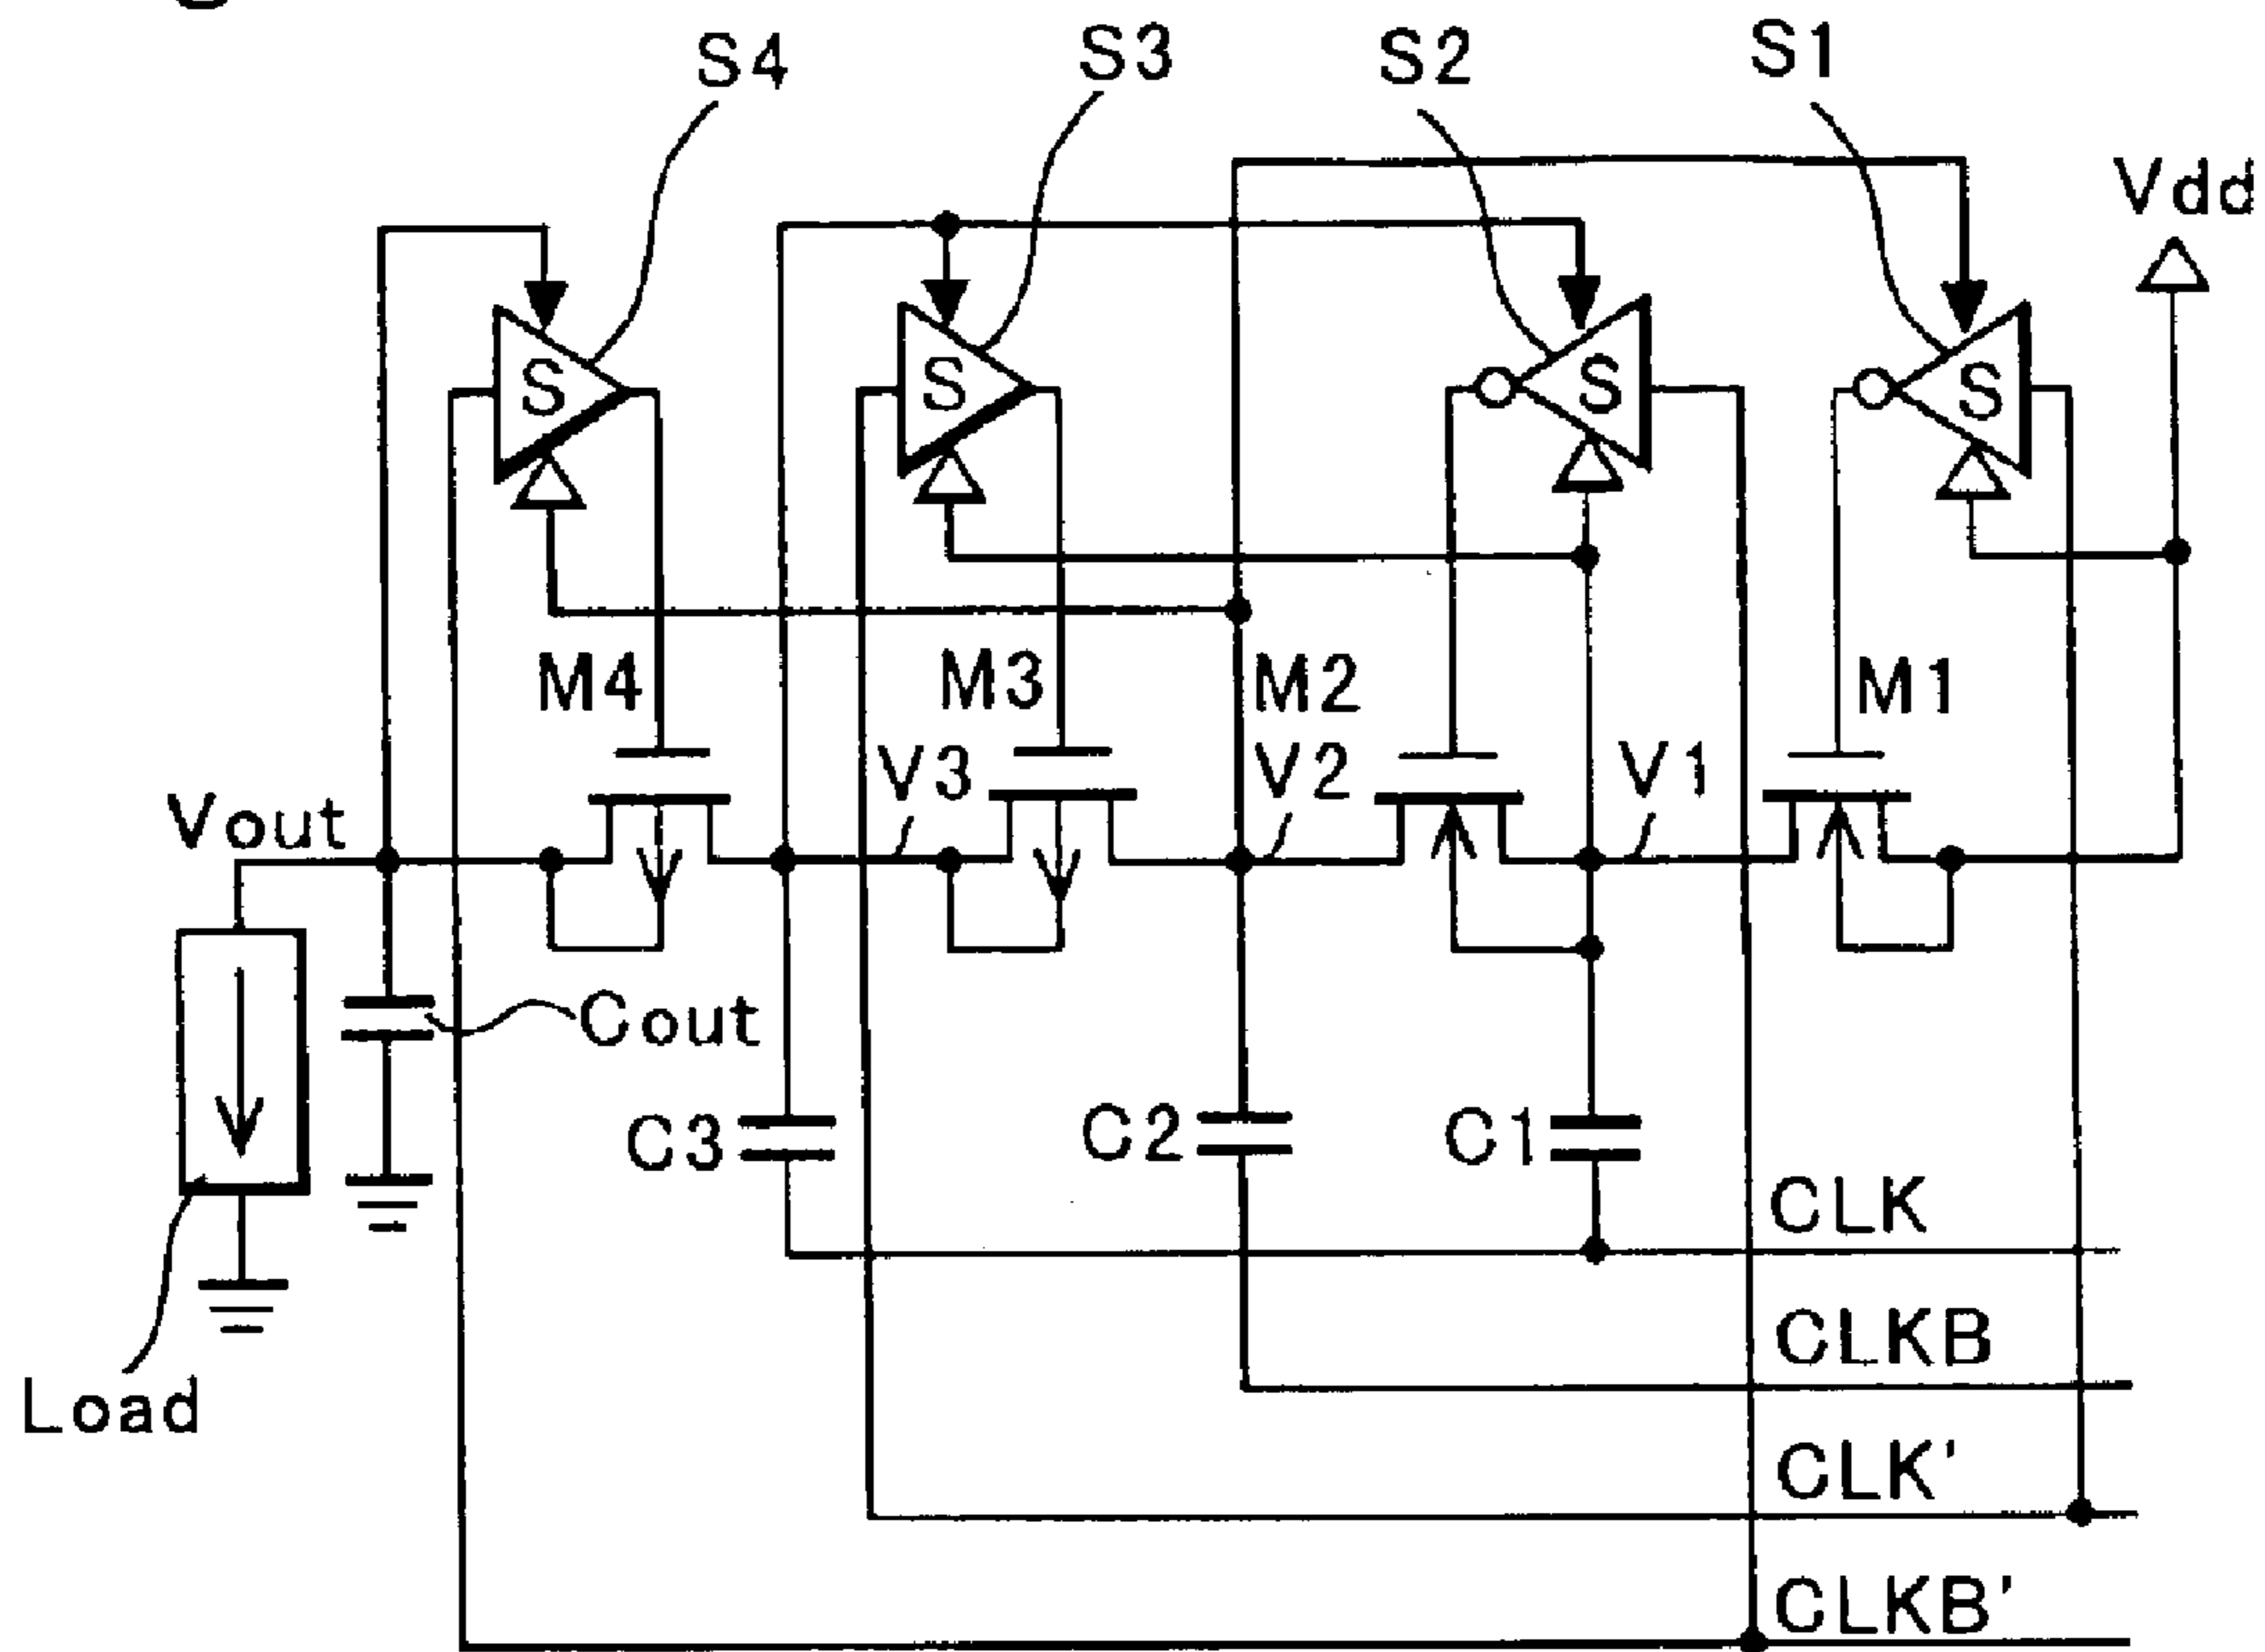 S4 S3 S2 S1
Vdd
S S S S
M4 M3 M2 M1
Vout V3 V2 V1
Cout
C3 C2 C1
CLK
CLKB
Load
CLK'
CLKB'